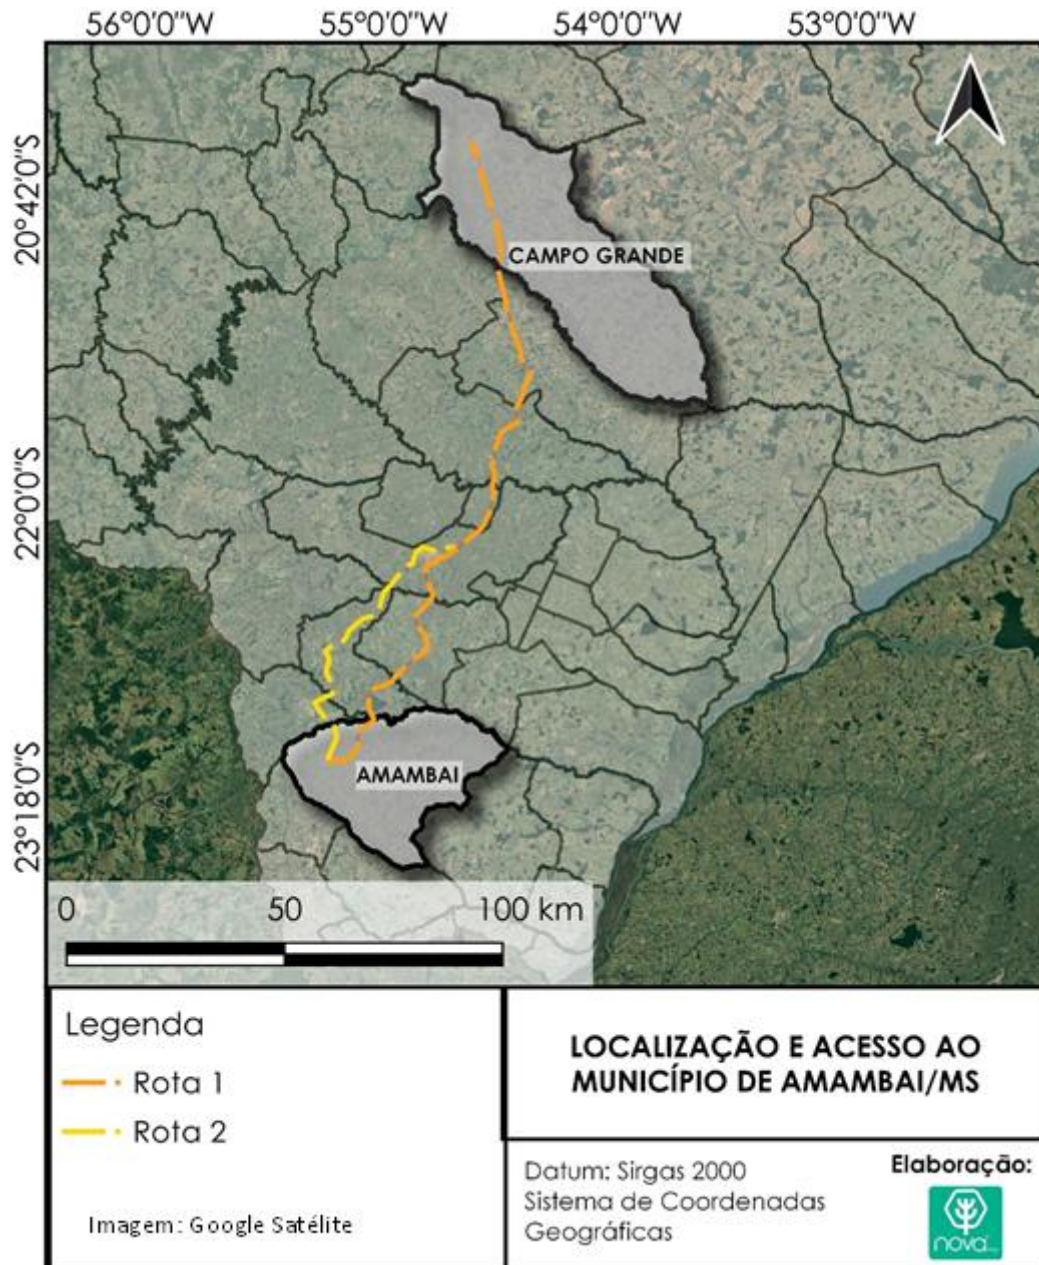 56°0'0"W 55°0'0"W 54°0'0"W 53°0'0"W
20°42'0"S
22°0'0"S
23°18'0"S
CAMPO GRANDE
AMAMBAI
0 50 100 km
Legenda
Rota 1
Rota 2
Imagem: Google Satélite
LOCALIZAÇÃO E ACESSO AO
MUNICÍPIO DE AMAMBAI/MS
Datum: Sirgas 2000
Sistema de Coordenadas
Geográficas
Elaboração:
nova